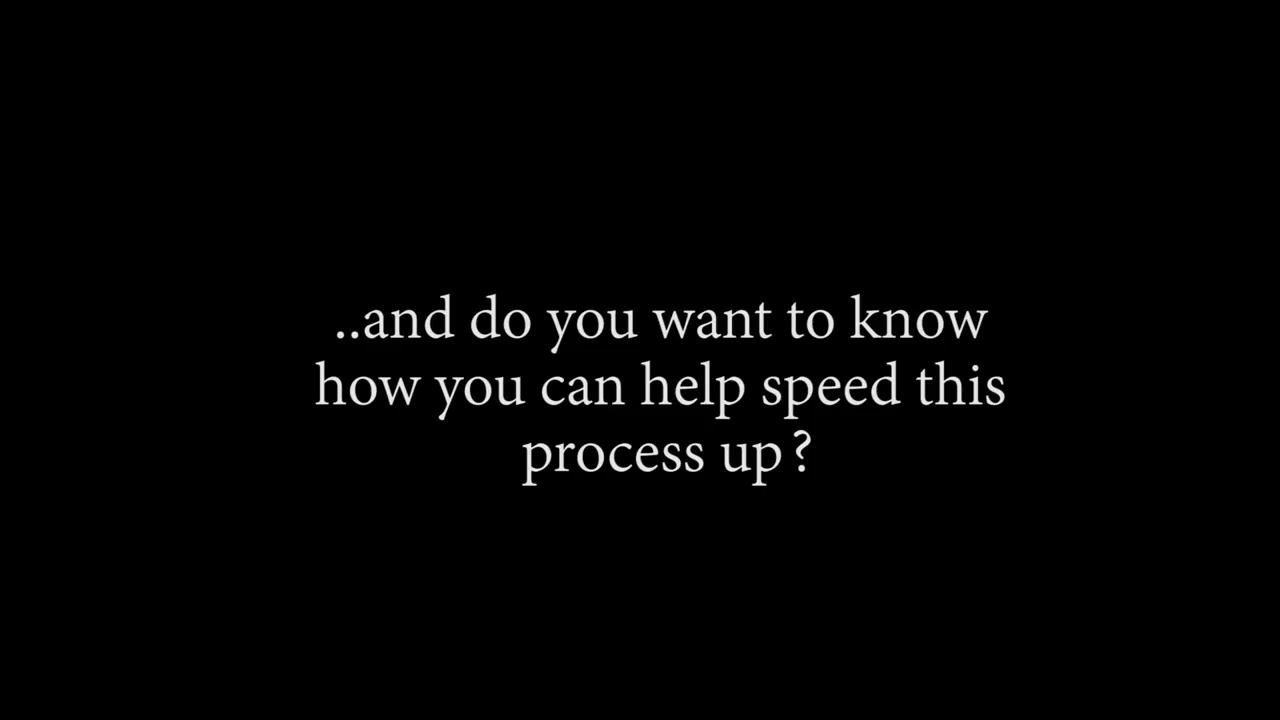 ..and do you want to know
how you can help speed this
process up?